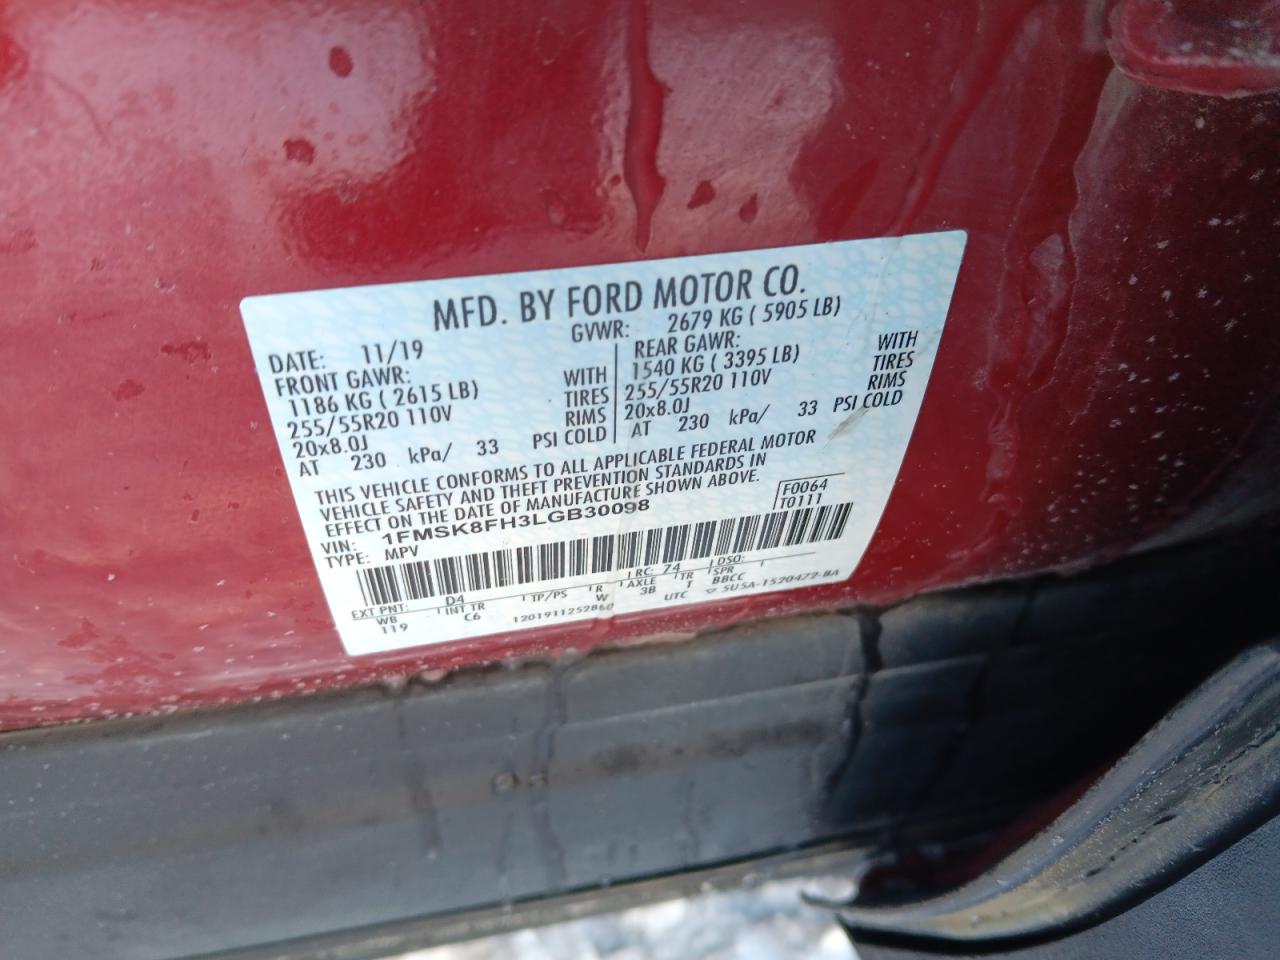 MFD. BY FORD MOTOR CO.
DATE: 11/19
GVWR: 2679 KG ( 5905 LB)
FRONT GAWR:
1186 KG ( 2615 LB) WITH
255/55R20 110V TIRES
20x8.0J RIMS
AT 230 kPa/ 33 PSI COLD
REAR GAWR:
1540 KG ( 3395 LB) WITH
255/55R20 110V TIRES
20x8.0J RIMS
AT 230 kPa/ 33 PSI COLD
THIS VEHICLE CONFORMS TO ALL APPLICABLE FEDERAL MOTOR
VEHICLE SAFETY AND THEFT PREVENTION STANDARDS IN
EFFECT ON THE DATE OF MANUFACTURE SHOWN ABOVE.
VIN: 1FMSK8FH3LGB30098
TYPE: MPV
F0064
T0111
EXT PNT: D4 RC: Z4 DSO:
WB INT TR TP/PS R AXLE TR SPR
119 C6 W 3B T BBCC
1201911252860 UTC ▽ 5U5A-1520472-BA